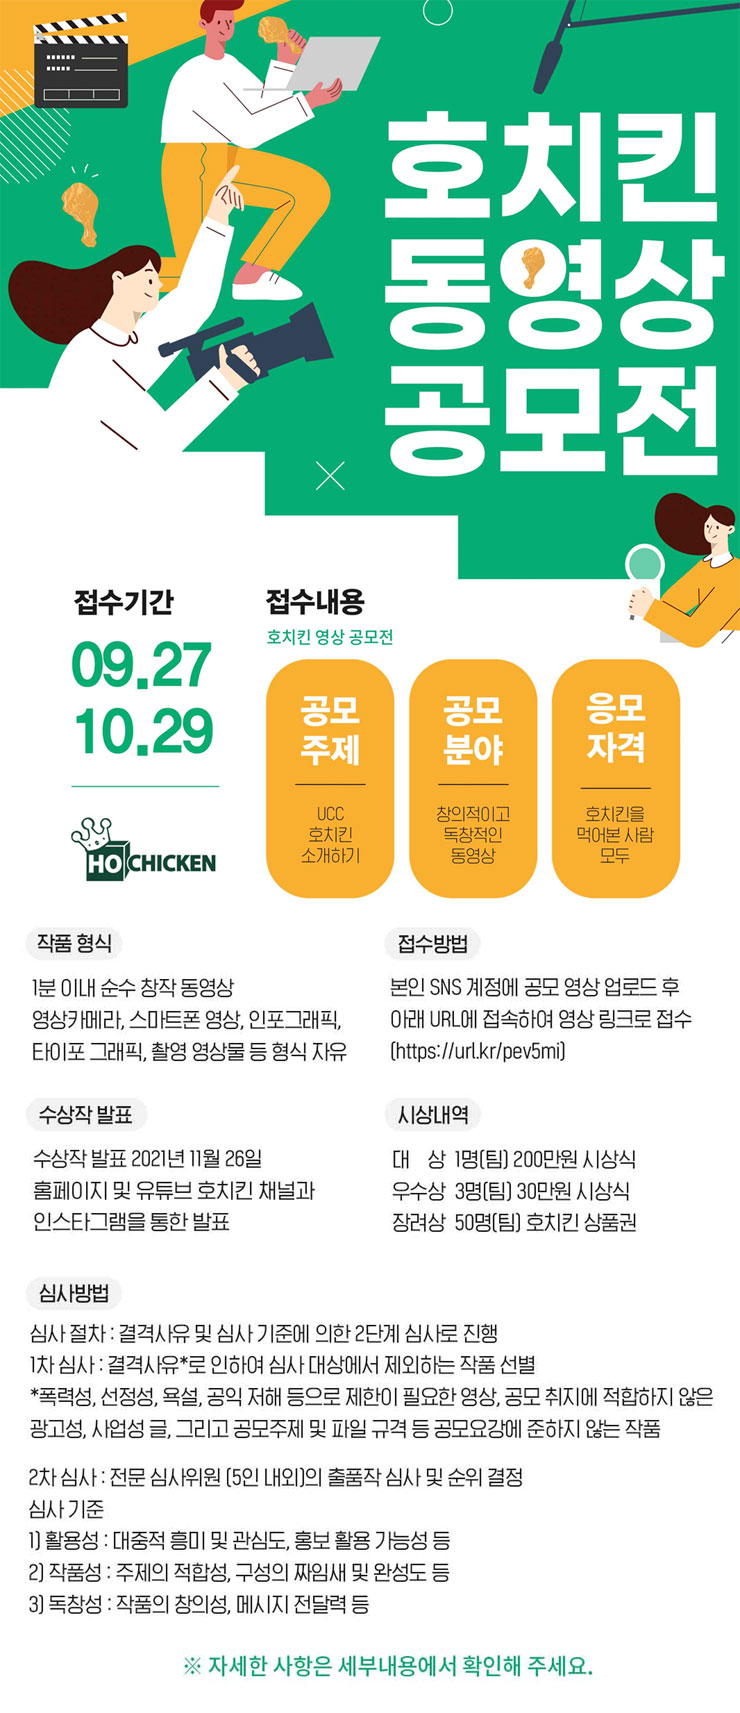 호치킨
동영상
공모전
접수기간
09.27
10.29
HO CHICKEN
접수내용
호치킨 영상 공모전
공모
주제
UCC
호치킨
소개하기
공모
분야
창의적이고
독창적인
동영상
응모
자격
호치킨을
먹어본 사람
모두
작품 형식
1분 이내 순수 창작 동영상
영상카메라, 스마트폰 영상, 인포그래픽,
타이포 그래픽, 촬영 영상물 등 형식 자유
접수방법
본인 SNS 계정에 공모 영상 업로드 후
아래 URL에 접속하여 영상 링크로 접수
(https://url.kr/pev5mi)
수상작 발표
수상작 발표 2021년 11월 26일
홈페이지 및 유튜브 호치킨 채널과
인스타그램을 통한 발표
시상내역
대 상 1명(팀) 200만원 시상식
우수상 3명(팀) 30만원 시상식
장려상 50명(팀) 호치킨 상품권
심사방법
심사 절차 : 결격사유 및 심사 기준에 의한 2단계 심사로 진행
1차 심사 : 결격사유*로 인하여 심사 대상에서 제외하는 작품 선별
*폭력성, 선정성, 욕설, 공익 저해 등으로 제한이 필요한 영상, 공모 취지에 적합하지 않은
광고성, 사업성 글, 그리고 공모주제 및 파일 규격 등 공모요강에 준하지 않는 작품
2차 심사 : 전문 심사위원 (5인 내외)의 출품작 심사 및 순위 결정
심사 기준
1) 활용성 : 대중적 흥미 및 관심도, 홍보 활용 가능성 등
2) 작품성 : 주제의 적합성, 구성의 짜임새 및 완성도 등
3) 독창성 : 작품의 창의성, 메시지 전달력 등
※ 자세한 사항은 세부내용에서 확인해 주세요.